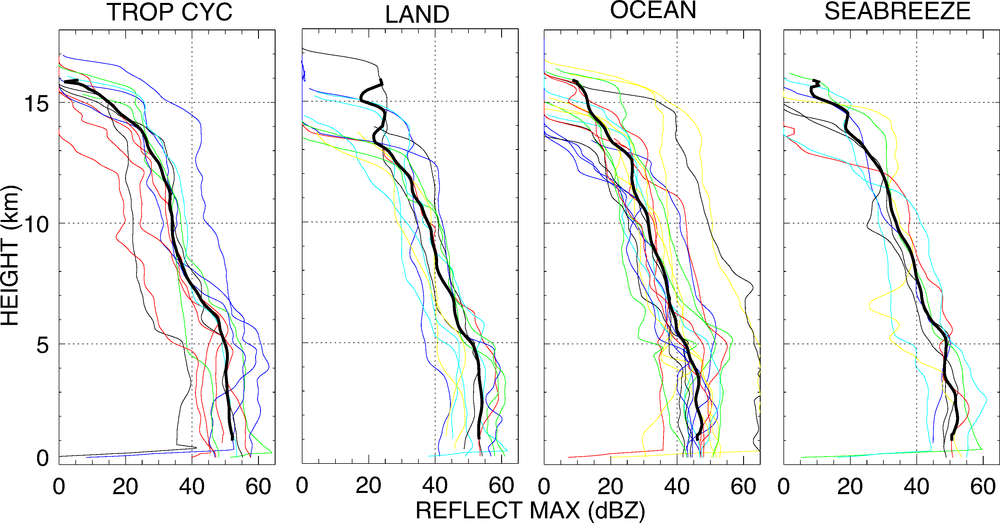 TROP CYC LAND OCEAN SEABREEZE
HEIGHT (km)
15
10
5
0
0 20 40 60 0 20 40 60 0 20 40 60 0 20 40 60
REFLECT MAX (dBZ)